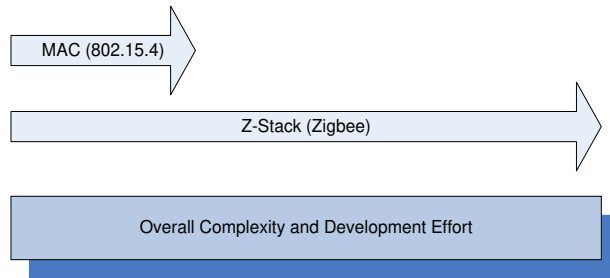 MAC (802.15.4)
Z-Stack (Zigbee)
Overall Complexity and Development Effort